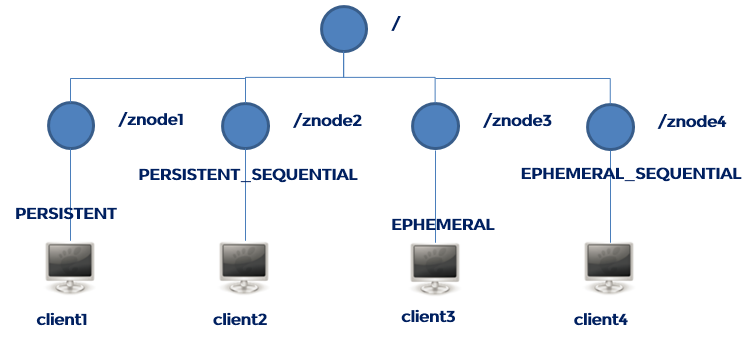 /
/znode1
/znode2
/znode3
/znode4
PERSISTENT_SEQUENTIAL
EPHEMERAL_SEQUENTIAL
PERSISTENT
EPHEMERAL
client1
client2
client3
client4